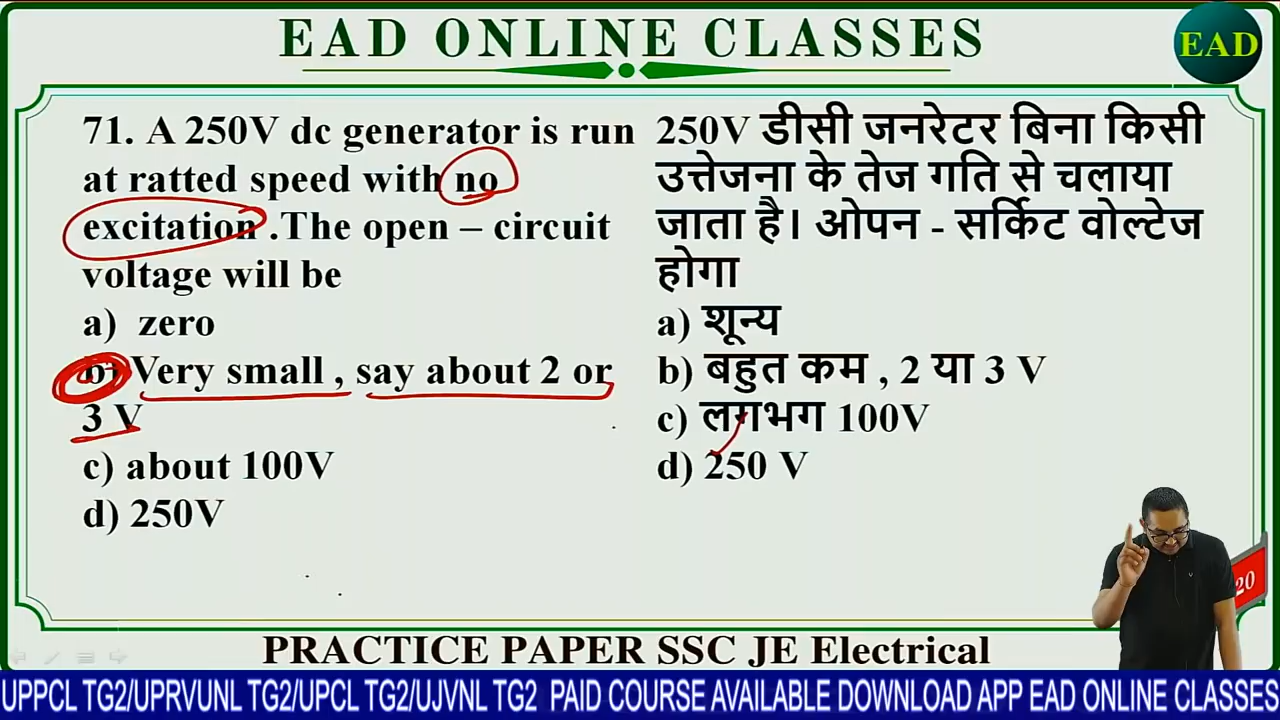 EAD ONLINE CLASSES
EAD
71. A 250V dc generator is run
at ratted speed with no
excitation .The open – circuit
voltage will be
a) zero
b) Very small , say about 2 or
3 V
c) about 100V
d) 250V
250V डीसी जनरेटर बिना किसी
उत्तेजना के तेज गति से चलाया
जाता है। ओपन - सर्किट वोल्टेज
होगा
a) शून्य
b) बहुत कम , 2 या 3 V
c) लगभग 100V
d) 250 V
20
PRACTICE PAPER SSC JE Electrical
UPPCL TG2/UPRVUNL TG2/UPCL TG2/UJVNL TG2 PAID COURSE AVAILABLE DOWNLOAD APP EAD ONLINE CLASSES